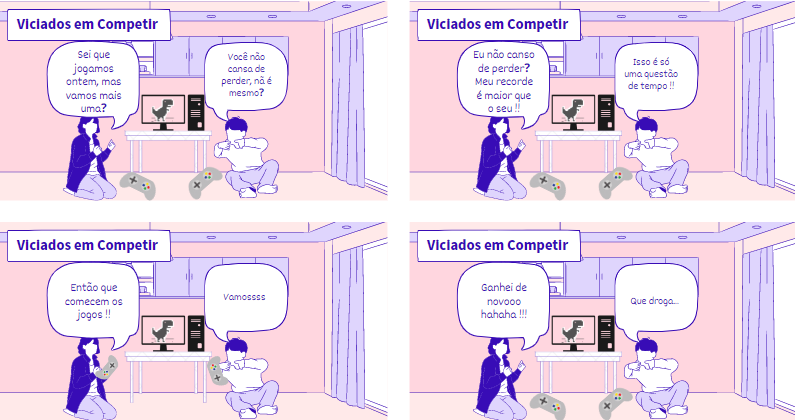 Viciados em Competir
Sei que
jogamos
ontem, mas
vamos mais
uma?
Você não
cansa de
perder, nã é
mesmo?
Viciados em Competir
Eu não canso
de perder?
Meu recorde
é maior que
o seu !!
Isso é só
uma questão
de tempo !!
Viciados em Competir
Então que
comecem os
jogos !!
Vamossss
Viciados em Competir
Ganhei de
novooo
hahaha !!!
Que droga...